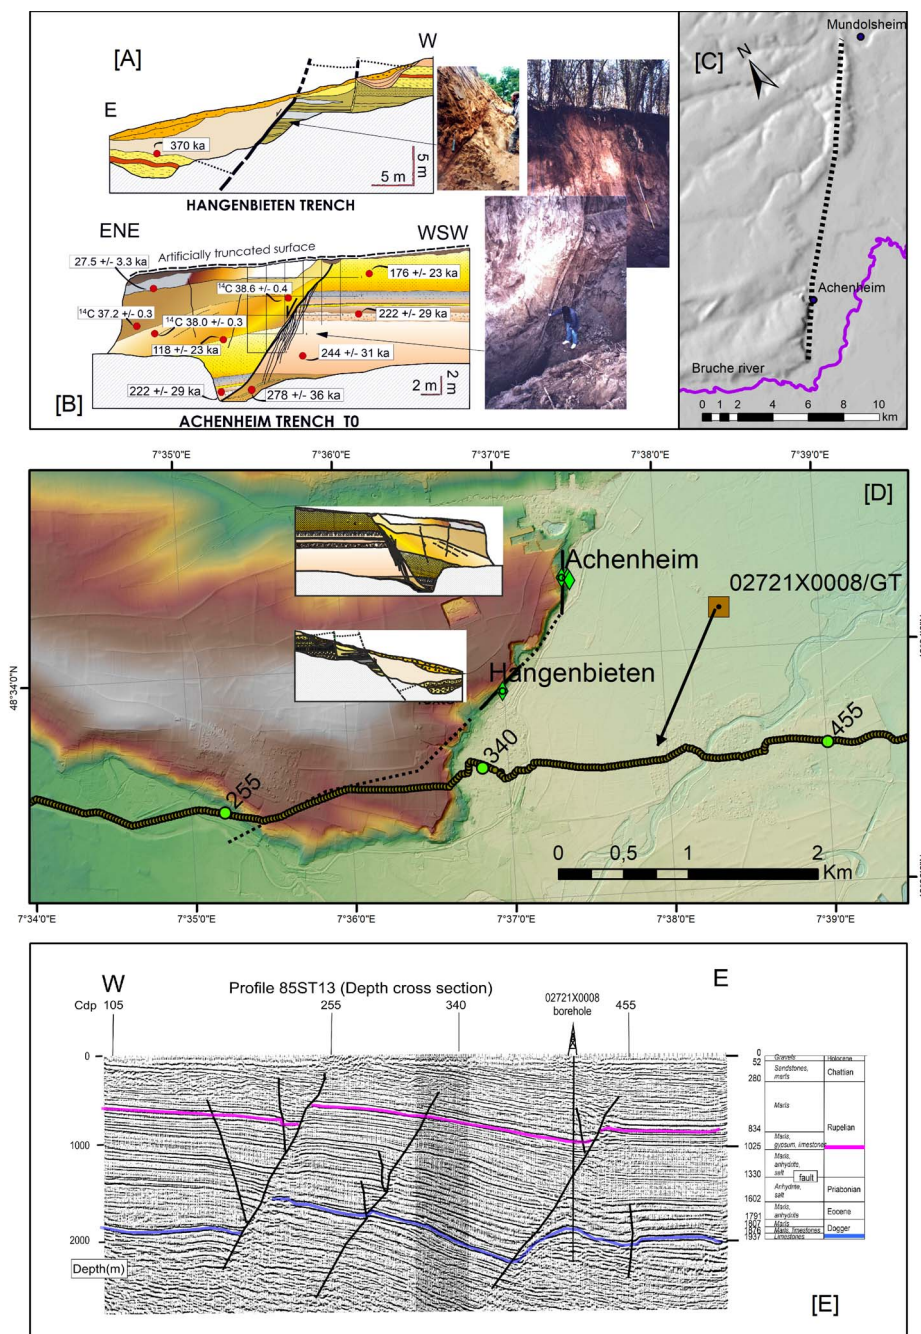 [A]
W
E
370 ka
5 m
5 m
HANGENBIETEN TRENCH
ENE
WSW
Artificially truncated surface
27.5 +/- 3.3 ka
176 +/- 23 ka
14C 38.6 +/- 0.4
14C 37.2 +/- 0.3
14C 38.0 +/- 0.3
222 +/- 29 ka
118 +/- 23 ka
244 +/- 31 ka
222 +/- 29 ka
278 +/- 36 ka
2 m
2 m
[B]
ACHENHEIM TRENCH T0
Mundolsheim
[C]
N
Achenheim
Bruche river
0 1 2 4 6 8 10
km
7°35'0"E 7°36'0"E 7°37'0"E 7°38'0"E 7°39'0"E
[D]
Achenheim
02721X0008/GT
Hangenbieten
48°34'0"N
455
340
255
0 0,5 1 2
Km
7°34'0"E 7°35'0"E 7°36'0"E 7°37'0"E 7°38'0"E 7°39'0"E
W
E
Profile 85ST13 (Depth cross section)
02721X0008
borehole
Cdp 105 255 340 455
0
1000
2000
Depth(m)
0
52
280
834
1025
1330
1602
1791
1807
1876
1937
Gravels Holocene
Sandstones, marls Chattian
Marls Rupelian
Marls, gypsum, limestones
Marls, anhydrits, salt
fault
Anhydrite, salt Priabonian
Marls, anhydrits Eocene
Marls
Marls, limestones Dogger
Limestones
[E]